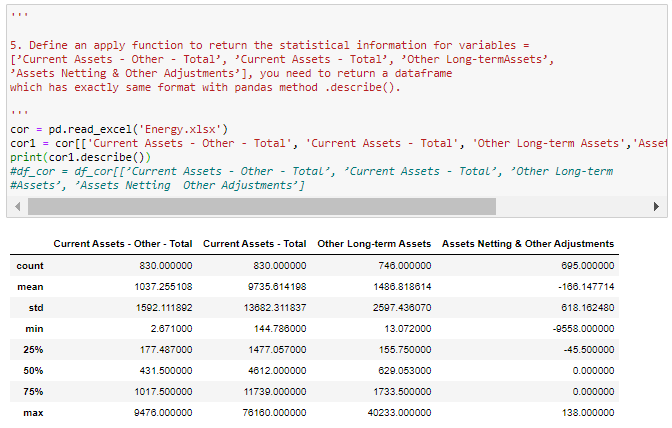 '''
5. Define an apply function to return the statistical information for variables =
['Current Assets - Other - Total’, ’Current Assets - Total’, ’Other Long-termAssets’,
’Assets Netting & Other Adjustments’], you need to return a dataframe
which has exactly same format with pandas method .describe().
'''
cor = pd.read_excel('Energy.xlsx')
cor1 = cor[['Current Assets - Other - Total', 'Current Assets - Total', 'Other Long-term Assets','Asset
print(cor1.describe())
#df_cor = df_cor[[’Current Assets - Other - Total’, ’Current Assets - Total’, ’Other Long-term
#Assets’, ’Assets Netting  Other Adjustments’]
Current Assets - Other - Total Current Assets - Total Other Long-term Assets Assets Netting & Other Adjustments
count 830.000000 830.000000 746.000000 695.000000
mean 1037.255108 9735.614198 1486.818614 -166.147714
std 1592.111892 13682.311837 2597.436070 618.162480
min 2.671000 144.786000 13.072000 -9558.000000
25% 177.487000 1477.057000 155.750000 -45.500000
50% 431.500000 4612.000000 629.053000 0.000000
75% 1017.500000 11739.000000 1733.500000 0.000000
max 9476.000000 76160.000000 40233.000000 138.000000